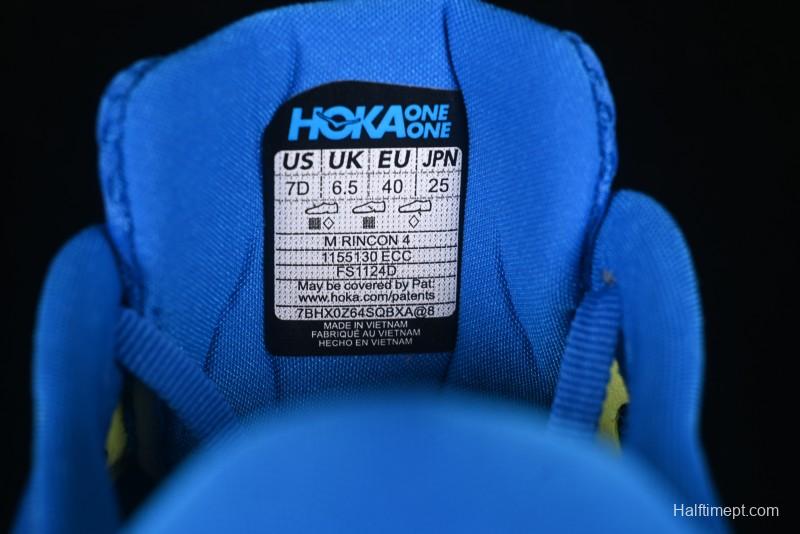 HOKA ONE ONE
US UK EU JPN
7D 6.5 40 25
M RINCON 4
1155130 ECC
FS1124D
May be covered by Pat:
www.hoka.com/patents
7BHX0Z64SQBXA@8
MADE IN VIETNAM
FABRIQUÉ AU VIETNAM
HECHO EN VIETNAM
Halftimept.com